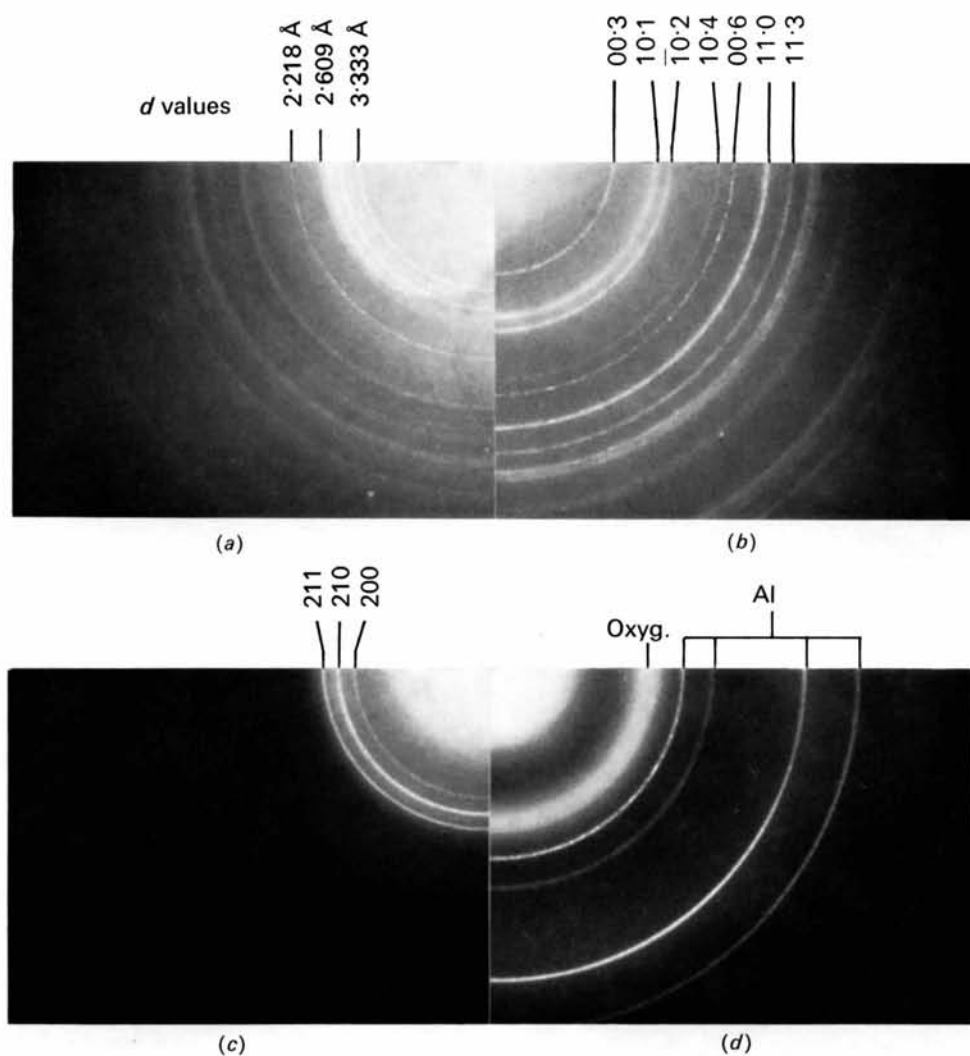 d values
2·218 Å
2·609 Å
3·333 Å
00·3
10·1
10·2
10·4
00·6
11·0
11·3
(a)
(b)
211
210
200
Oxyg.
Al
(c)
(d)